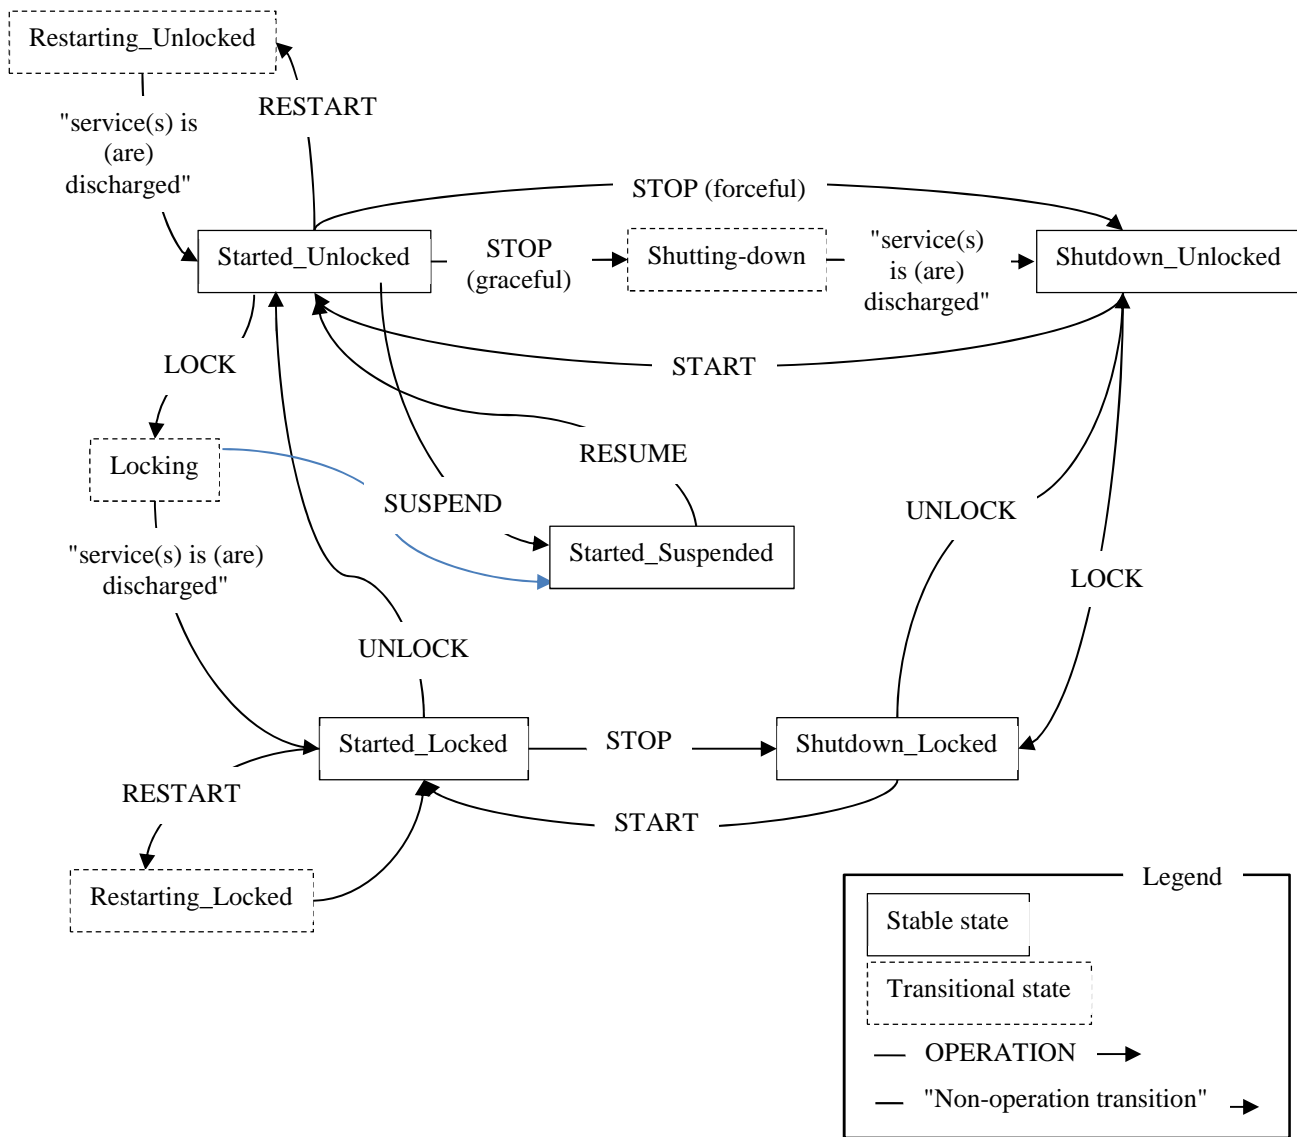 Restarting_Unlocked
RESTART
"service(s) is
(are)
discharged"
STOP (forceful)
Started_Unlocked
STOP
(graceful)
Shutting-down
"service(s)
is (are)
discharged"
Shutdown_Unlocked
LOCK
START
Locking
RESUME
SUSPEND
UNLOCK
"service(s) is (are)
discharged"
Started_Suspended
LOCK
UNLOCK
Started_Locked
STOP
Shutdown_Locked
RESTART
START
Restarting_Locked
Legend
Stable state
Transitional state
OPERATION
"Non-operation transition"